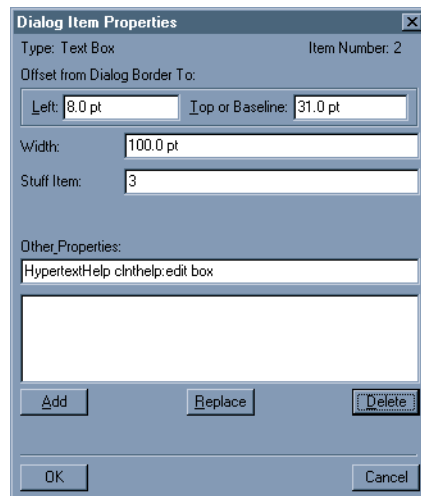 Dialog Item Properties
Type: Text Box Item Number: 2
Offset from Dialog Border To:
Left: 8.0 pt Top or Baseline: 31.0 pt
Width: 100.0 pt
Stuff Item: 3
Other Properties:
HypertextHelp clnthelp:edit box
Add Replace Delete
OK Cancel